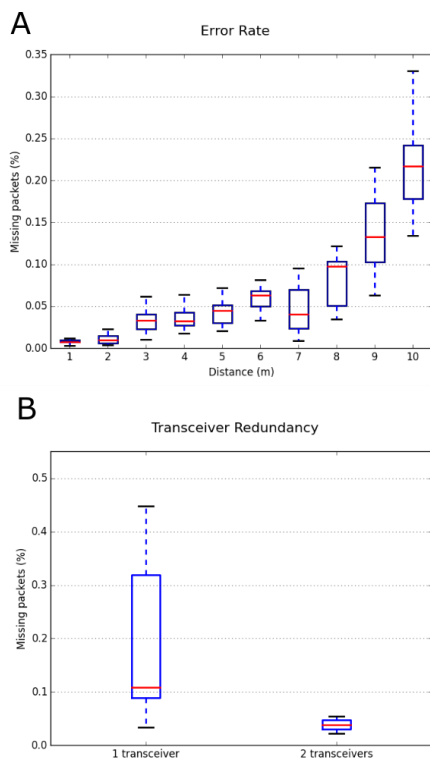 A
Error Rate
0.35
0.30
0.25
0.20
0.15
0.10
0.05
0.00
Missing packets (%)
1 2 3 4 5 6 7 8 9 10
Distance (m)
B
Transceiver Redundancy
0.5
0.4
0.3
0.2
0.1
0.0
Missing packets (%)
1 transceiver 2 transceivers